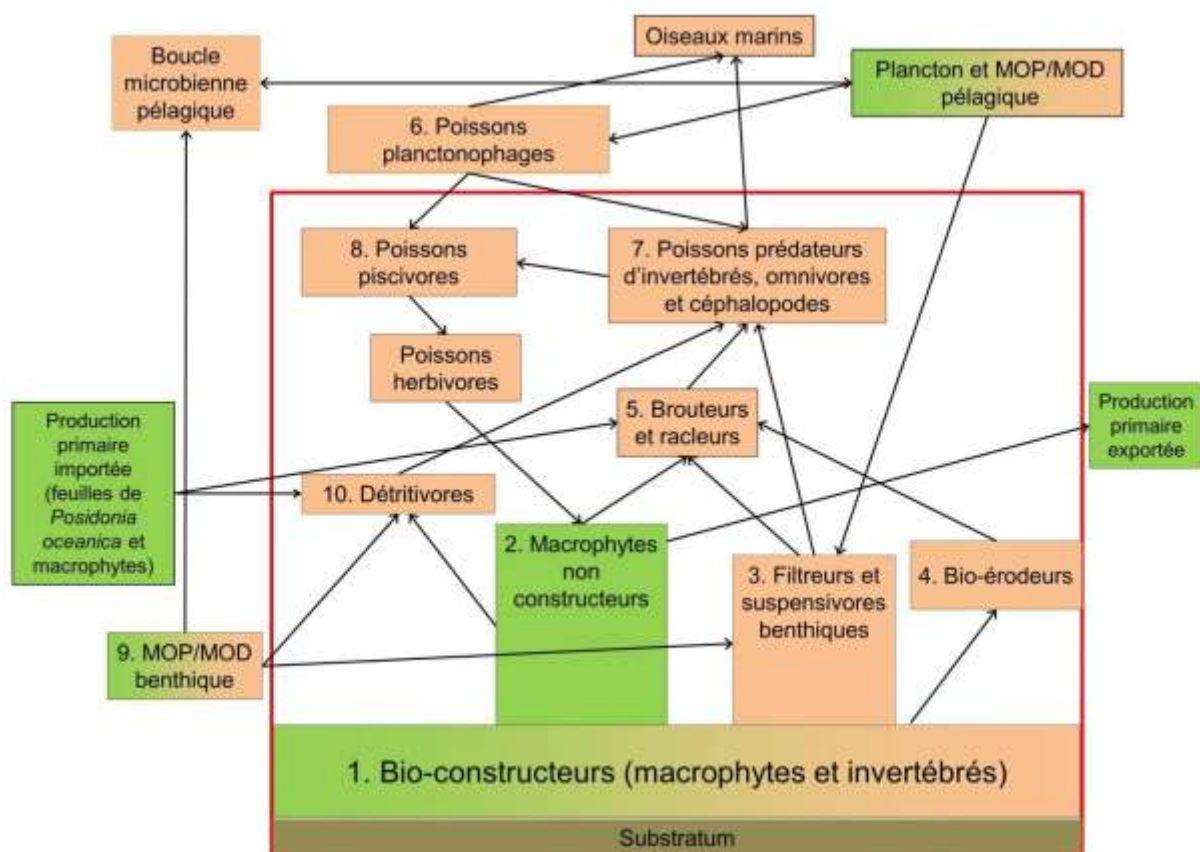 Oiseaux marins
Boucle
microbienne
pélagique
Plancton et MOP/MOD
pélagique
6. Poissons
planctonophages
8. Poissons
piscivores
7. Poissons prédateurs
d'invertébrés, omnivores
et céphalopodes
Poissons
herbivores
Production
primaire
importée
(feuilles de
Posidonia
oceanica et
macrophytes)
5. Brouteurs
et racleurs
Production
primaire
exportée
10. Détritivores
2. Macrophytes
non
constructeurs
3. Filtreurs et
suspensivores
benthiques
4. Bio-érodeurs
9. MOP/MOD
benthique
1. Bio-constructeurs (macrophytes et invertébrés)
Substratum